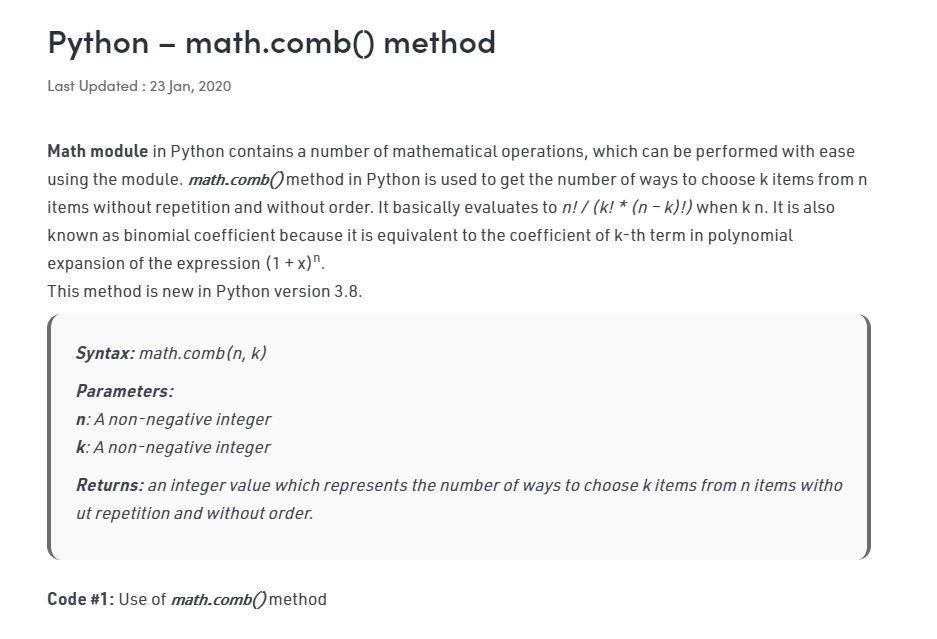 Python – math.comb() method
Last Updated : 23 Jan, 2020
Math module in Python contains a number of mathematical operations, which can be performed with ease
using the module. math.comb() method in Python is used to get the number of ways to choose k items from n
items without repetition and without order. It basically evaluates to n! / (k! * (n - k)!) when k n. It is also
known as binomial coefficient because it is equivalent to the coefficient of k-th term in polynomial
expansion of the expression (1 + x)ⁿ.
This method is new in Python version 3.8.
Syntax: math.comb(n, k)
Parameters:
n: A non-negative integer
k: A non-negative integer
Returns: an integer value which represents the number of ways to choose k items from n items witho
ut repetition and without order.
Code #1: Use of math.comb() method